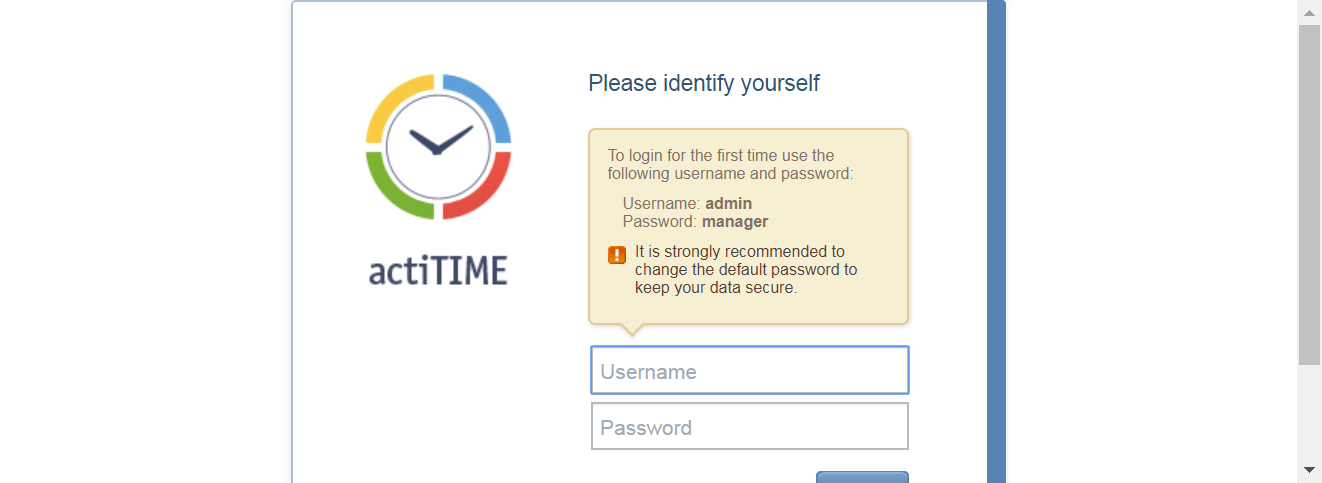 Please identify yourself
To login for the first time use the
following username and password:
Username: admin
Password: manager
It is strongly recommended to
change the default password to
keep your data secure.
actiTIME
Username
Password